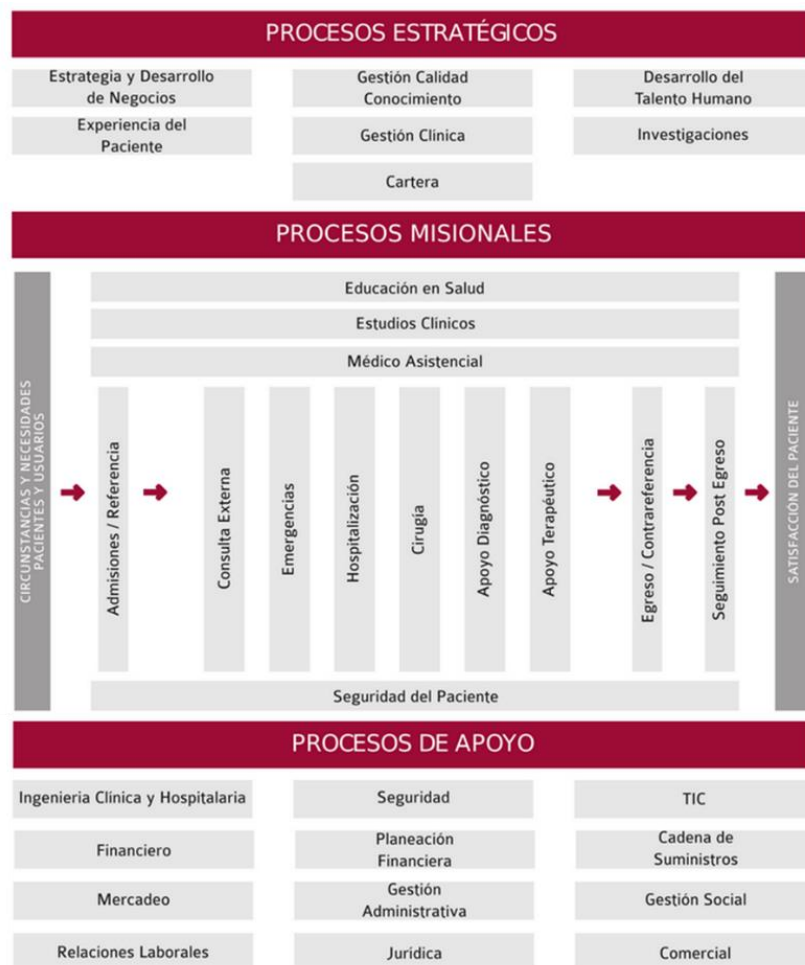 PROCESOS ESTRATÉGICOS
Estrategia y Desarrollo
de Negocios
Gestión Calidad
Conocimiento
Desarrollo del
Talento Humano
Experiencia del
Paciente
Gestión Clínica
Investigaciones
Cartera
PROCESOS MISIONALES
CIRCUNSTANCIAS Y NECESIDADES
PACIENTES Y USUARIOS
Educación en Salud
Estudios Clínicos
Médico Asistencial
Admisiones / Referencia
Consulta Externa
Emergencias
Hospitalización
Cirugía
Apoyo Diagnóstico
Apoyo Terapéutico
Egreso / Contrareferencia
Seguimiento Post Egreso
Seguridad del Paciente
SATISFACCIÓN DEL PACIENTE
PROCESOS DE APOYO
Ingenieria Clínica y Hospitalaria
Seguridad
TIC
Financiero
Planeación
Financiera
Cadena de
Suministros
Mercadeo
Gestión
Administrativa
Gestión Social
Relaciones Laborales
Jurídica
Comercial